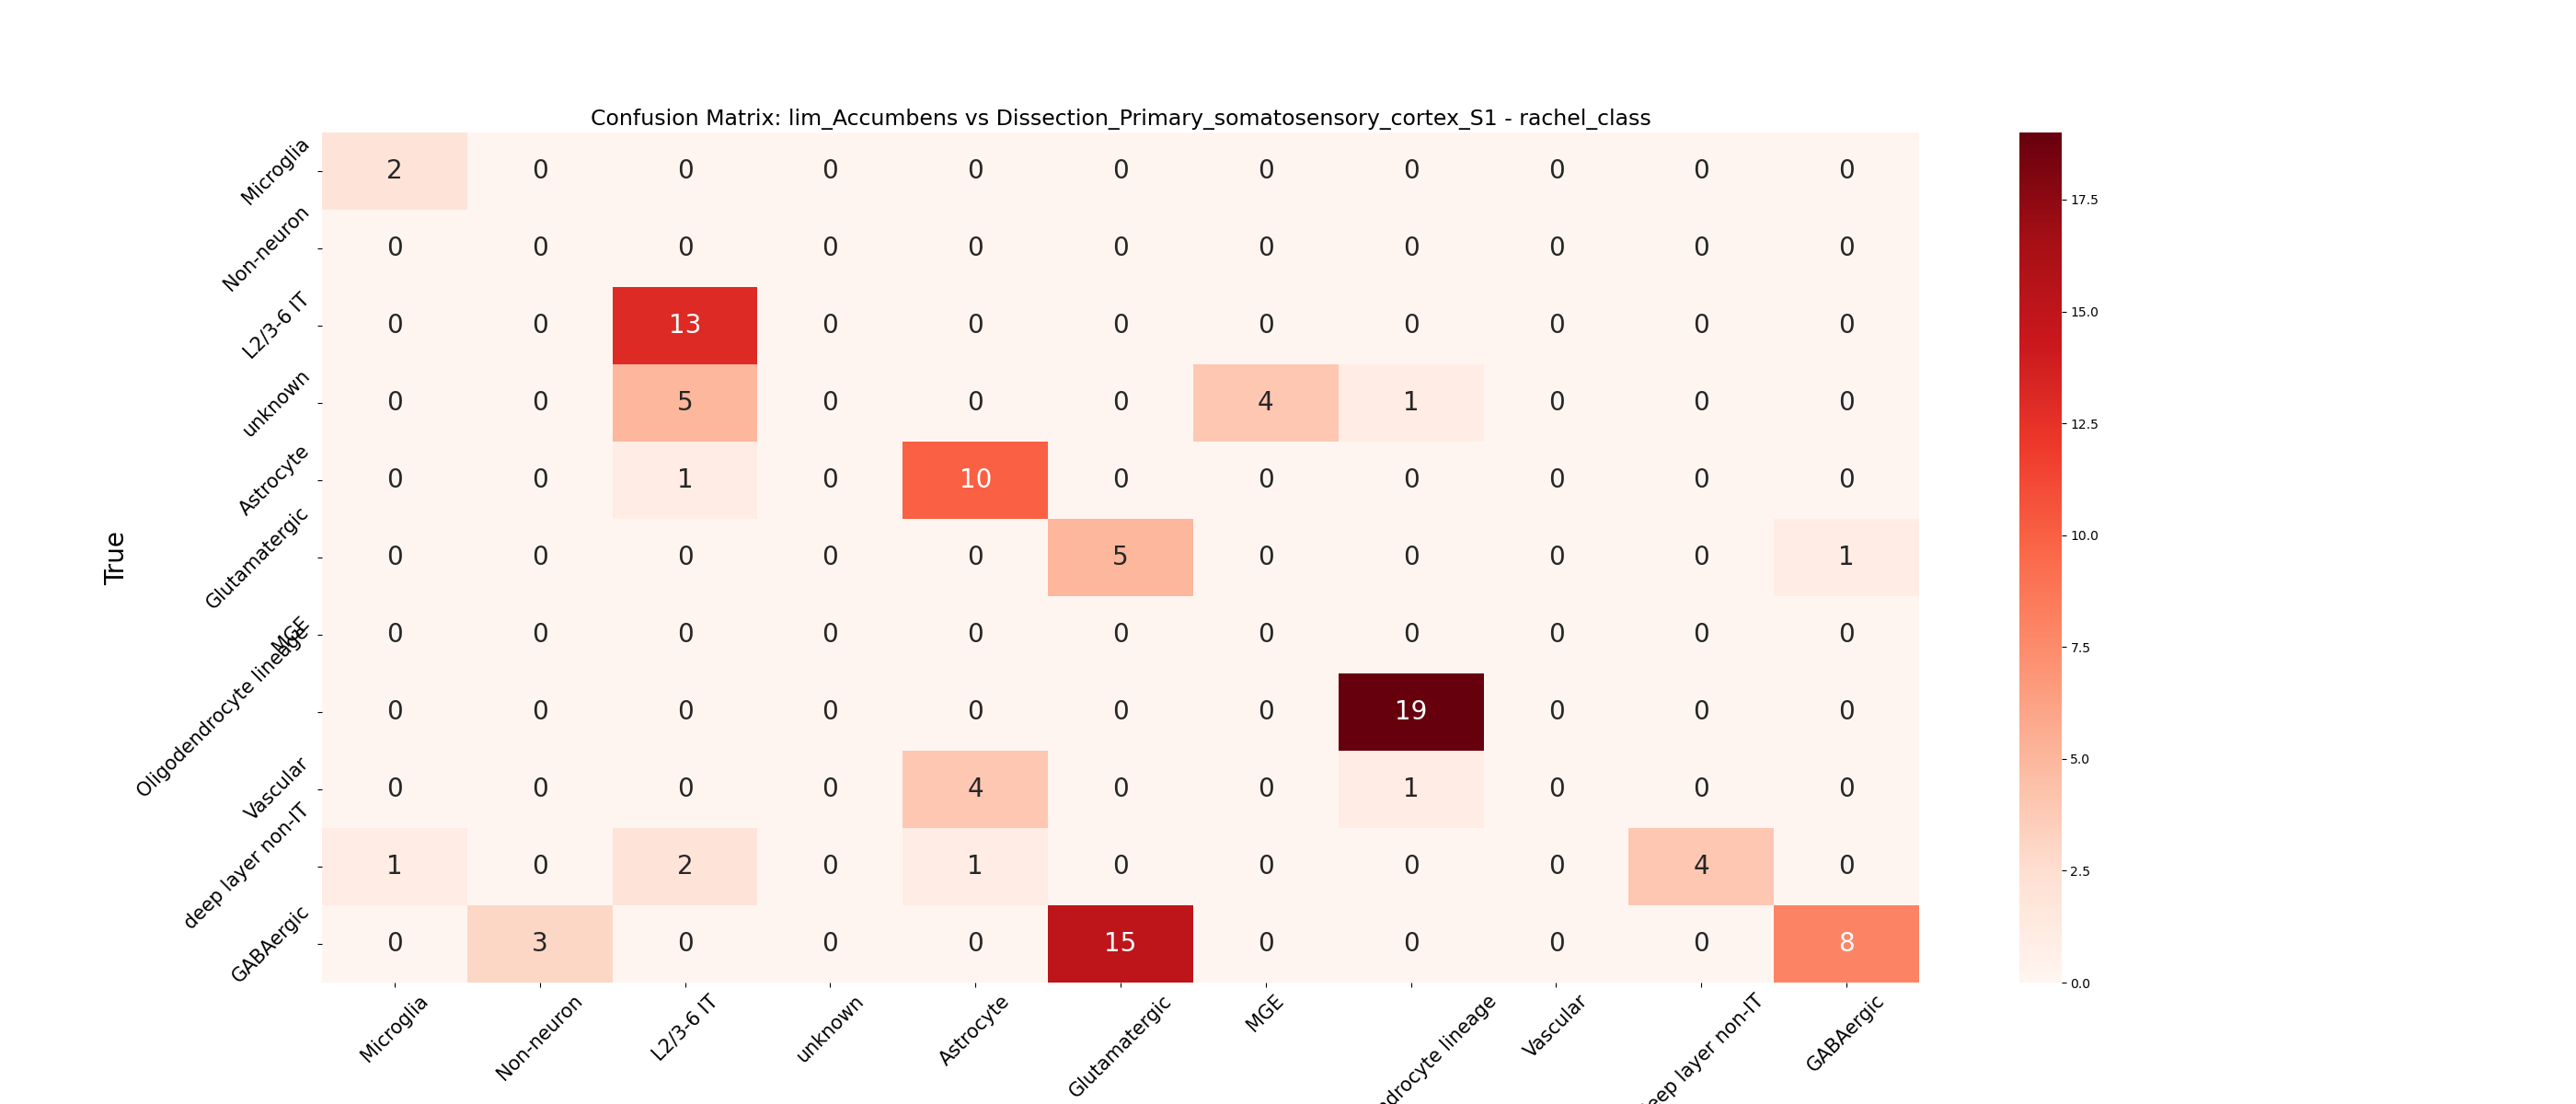 Confusion Matrix: lim_Accumbens vs Dissection_Primary_somatosensory_cortex_S1 - rachel_class
True
Microglia 2 0 0 0 0 0 0 0 0 0 0
Non-neuron 0 0 0 0 0 0 0 0 0 0 0
L2/3-6 IT 0 0 13 0 0 0 0 0 0 0 0
unknown 0 0 5 0 0 0 4 1 0 0 0
Astrocyte 0 0 1 0 10 0 0 0 0 0 0
Glutamatergic 0 0 0 0 0 5 0 0 0 0 1
MGE 0 0 0 0 0 0 0 0 0 0 0
Oligodendrocyte lineage 0 0 0 0 0 0 0 19 0 0 0
Vascular 0 0 0 0 4 0 0 1 0 0 0
deep layer non-IT 1 0 2 0 1 0 0 0 0 4 0
GABAergic 0 3 0 0 0 15 0 0 0 0 8
Microglia Non-neuron L2/3-6 IT unknown Astrocyte Glutamatergic MGE ndrocyte lineage Vascular eep layer non-IT GABAergic
17.5
15.0
12.5
10.0
7.5
5.0
2.5
0.0